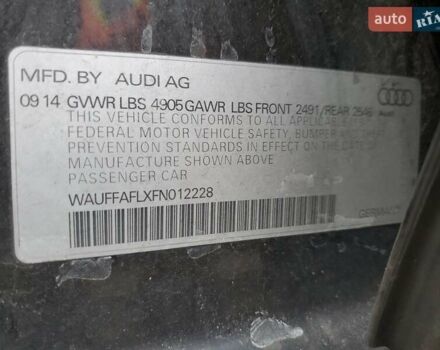 AUTO RIA
MFD. BY AUDI AG
09 14 GVWR LBS 4905 GAWR LBS FRONT 2491/REAR 2546
THIS VEHICLE CONFORMS TO ALL APPLICABLE
FEDERAL MOTOR VEHICLE SAFETY, BUMPER AND THEFT
PREVENTION STANDARDS IN EFFECT ON THE DATE OF
MANUFACTURE SHOWN ABOVE.
PASSENGER CAR
WAUFFAFLXFN012228
GERMANY